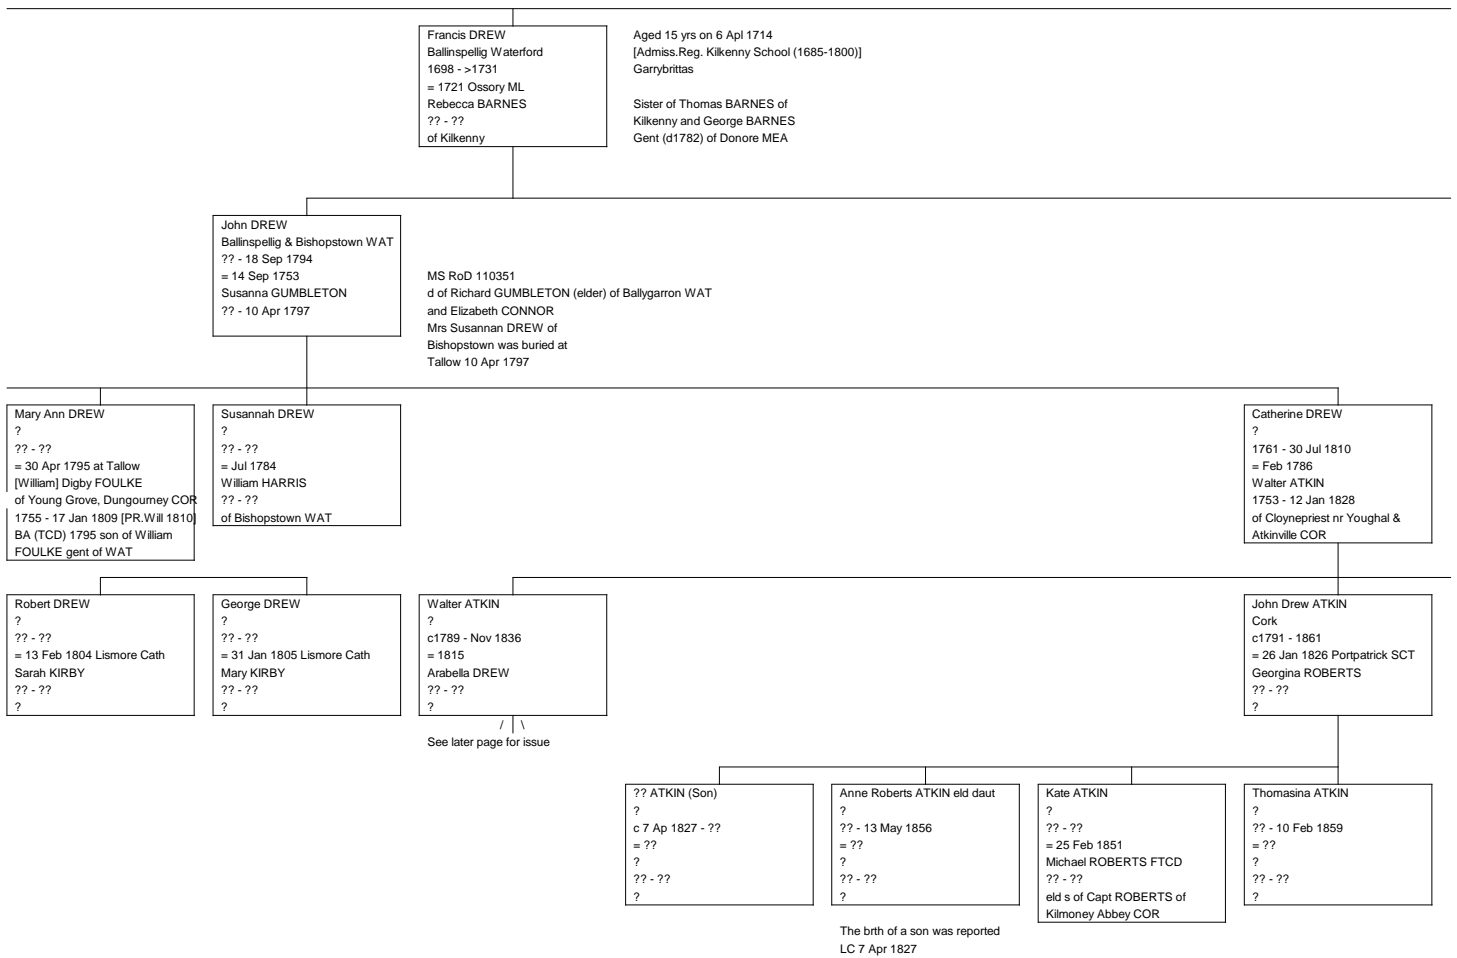 Francis DREW
Ballinspellig Waterford
1698 - >1731
= 1721 Ossory ML
Rebecca BARNES
?? - ??
of Kilkenny
Aged 15 yrs on 6 Apl 1714
[Admiss.Reg. Kilkenny School (1685-1800)]
Garrybrittas
Sister of Thomas BARNES of
Kilkenny and George BARNES
Gent (d1782) of Donore MEA
John DREW
Ballinspellig & Bishopstown WAT
?? - 18 Sep 1794
= 14 Sep 1753
Susanna GUMBLETON
?? - 10 Apr 1797
MS RoD 110351
d of Richard GUMBLETON (elder) of Ballygarron WAT
and Elizabeth CONNOR
Mrs Susannan DREW of
Bishopstown was buried at
Tallow 10 Apr 1797
Mary Ann DREW
?
?? - ??
= 30 Apr 1795 at Tallow
[William] Digby FOULKE
of Young Grove, Dungourney COR
1755 - 17 Jan 1809 [PR.Will 1810]
BA (TCD) 1795 son of William
FOULKE gent of WAT
Susannah DREW
?
?? - ??
= Jul 1784
William HARRIS
?? - ??
of Bishopstown WAT
Catherine DREW
?
1761 - 30 Jul 1810
= Feb 1786
Walter ATKIN
1753 - 12 Jan 1828
of Cloynepriest nr Youghal &
Atkinville COR
Robert DREW
?
?? - ??
= 13 Feb 1804 Lismore Cath
Sarah KIRBY
?? - ??
?
George DREW
?
?? - ??
= 31 Jan 1805 Lismore Cath
Mary KIRBY
?? - ??
?
Walter ATKIN
?
c1789 - Nov 1836
= 1815
Arabella DREW
?? - ??
?
/ \
See later page for issue
John Drew ATKIN
Cork
c1791 - 1861
= 26 Jan 1826 Portpatrick SCT
Georgina ROBERTS
?? - ??
?
?? ATKIN (Son)
?
c 7 Ap 1827 - ??
= ??
?
?? - ??
?
Anne Roberts ATKIN eld daut
?
?? - 13 May 1856
= ??
?
?? - ??
?
The brth of a son was reported
LC 7 Apr 1827
Kate ATKIN
?
?? - ??
= 25 Feb 1851
Michael ROBERTS FTCD
?? - ??
eld s of Capt ROBERTS of
Kilmoney Abbey COR
Thomasina ATKIN
?
?? - 10 Feb 1859
= ??
?
?? - ??
?